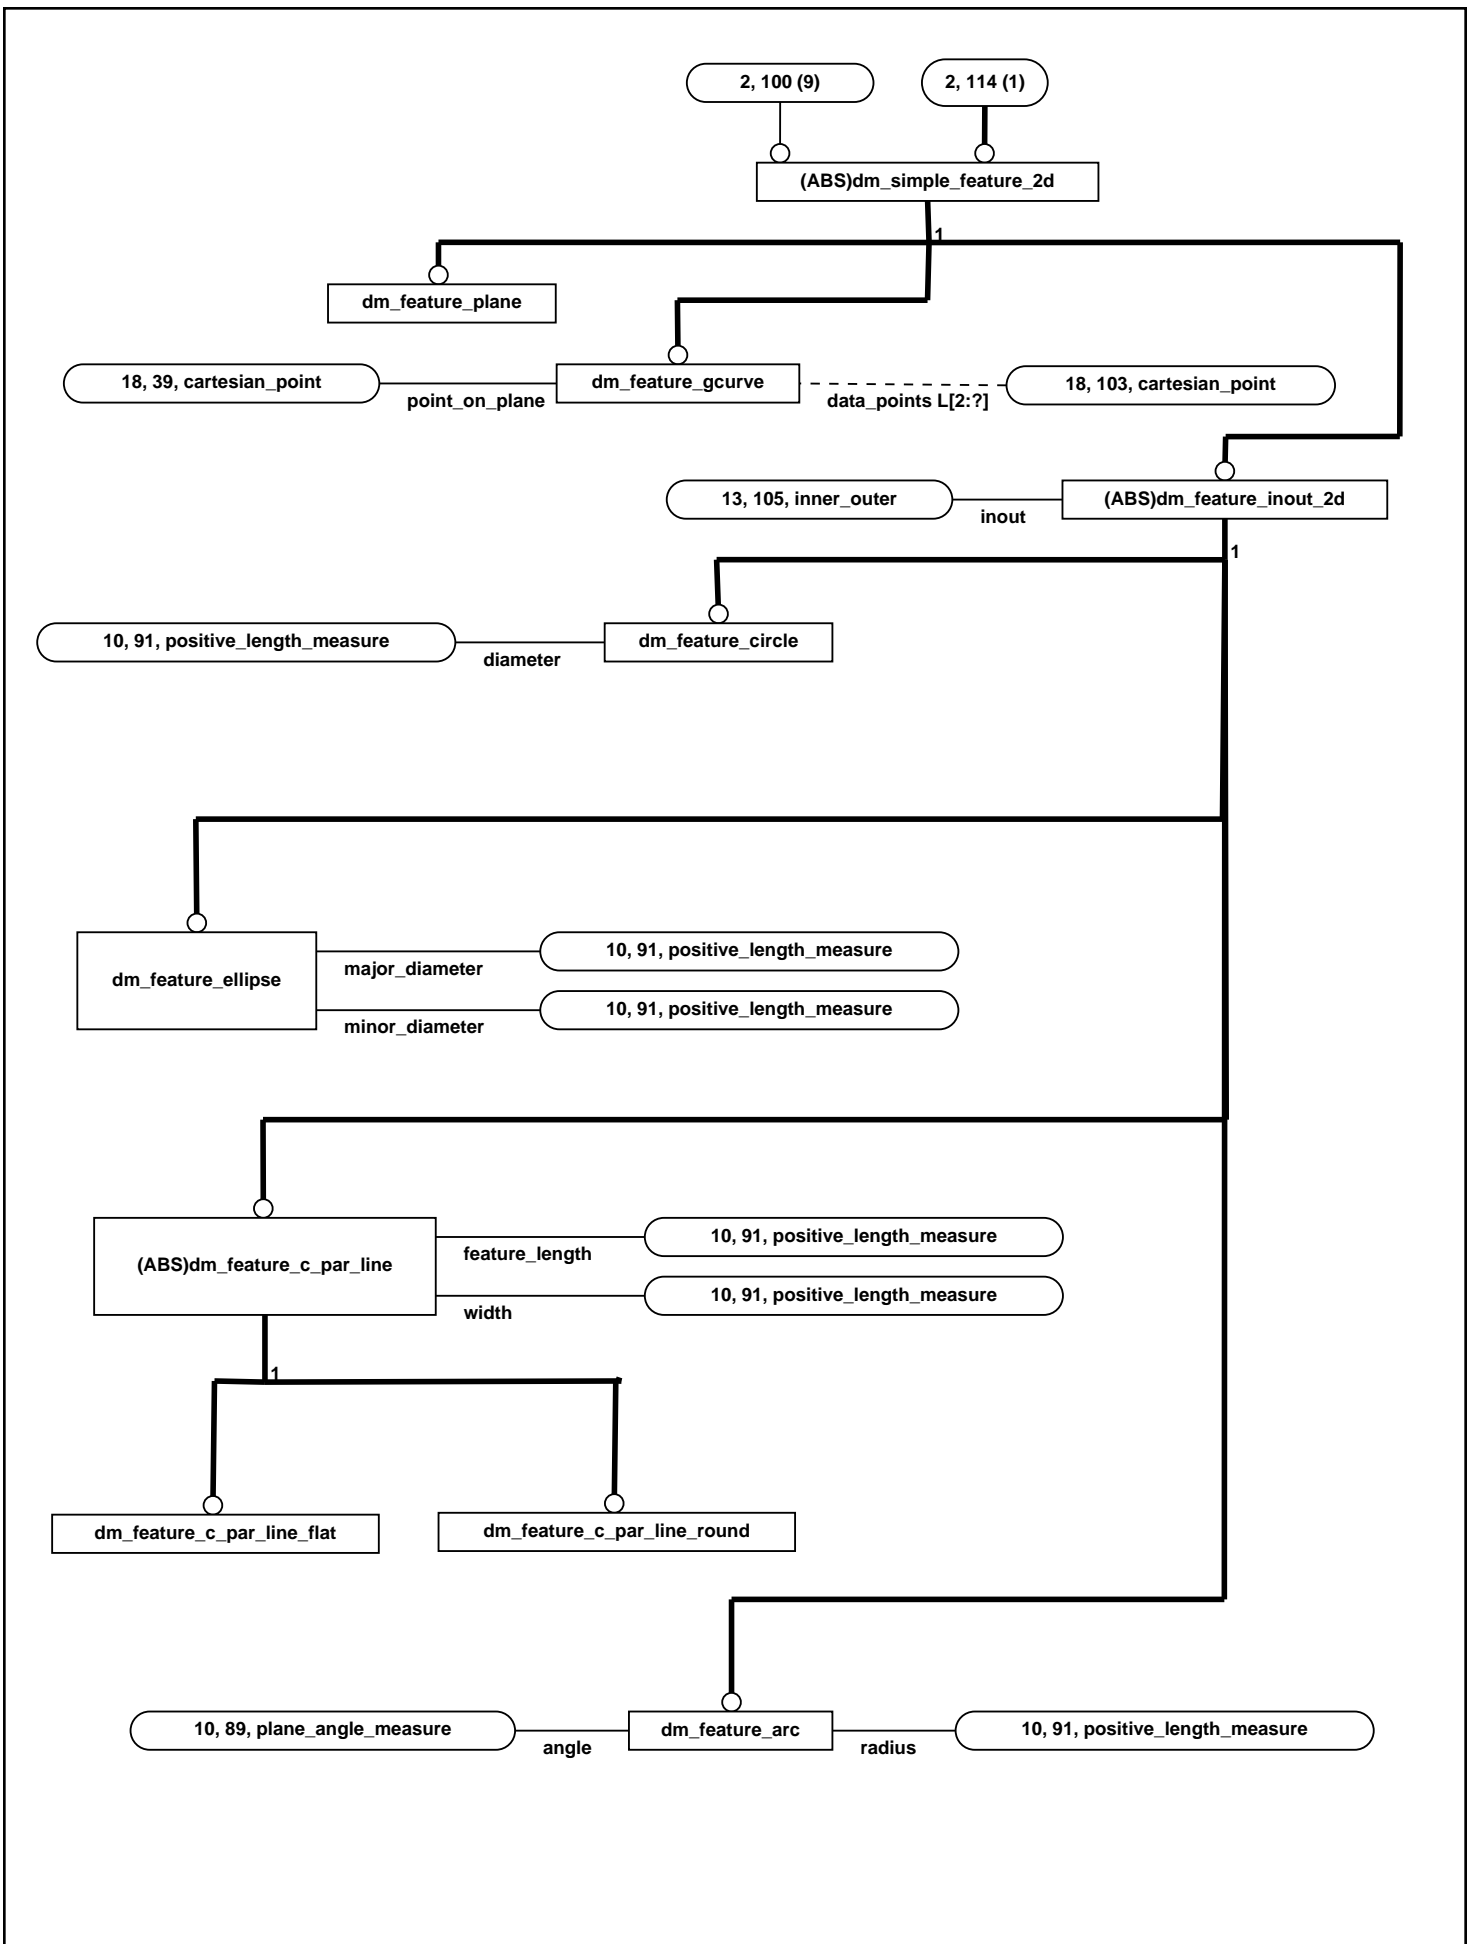 2, 100 (9)
2, 114 (1)
(ABS)dm_simple_feature_2d
1
dm_feature_plane
18, 39, cartesian_point
point_on_plane
dm_feature_gcurve
data_points L[2:?]
18, 103, cartesian_point
13, 105, inner_outer
inout
(ABS)dm_feature_inout_2d
1
10, 91, positive_length_measure
diameter
dm_feature_circle
dm_feature_ellipse
major_diameter
10, 91, positive_length_measure
minor_diameter
10, 91, positive_length_measure
(ABS)dm_feature_c_par_line
feature_length
10, 91, positive_length_measure
width
10, 91, positive_length_measure
1
dm_feature_c_par_line_flat
dm_feature_c_par_line_round
10, 89, plane_angle_measure
angle
dm_feature_arc
radius
10, 91, positive_length_measure